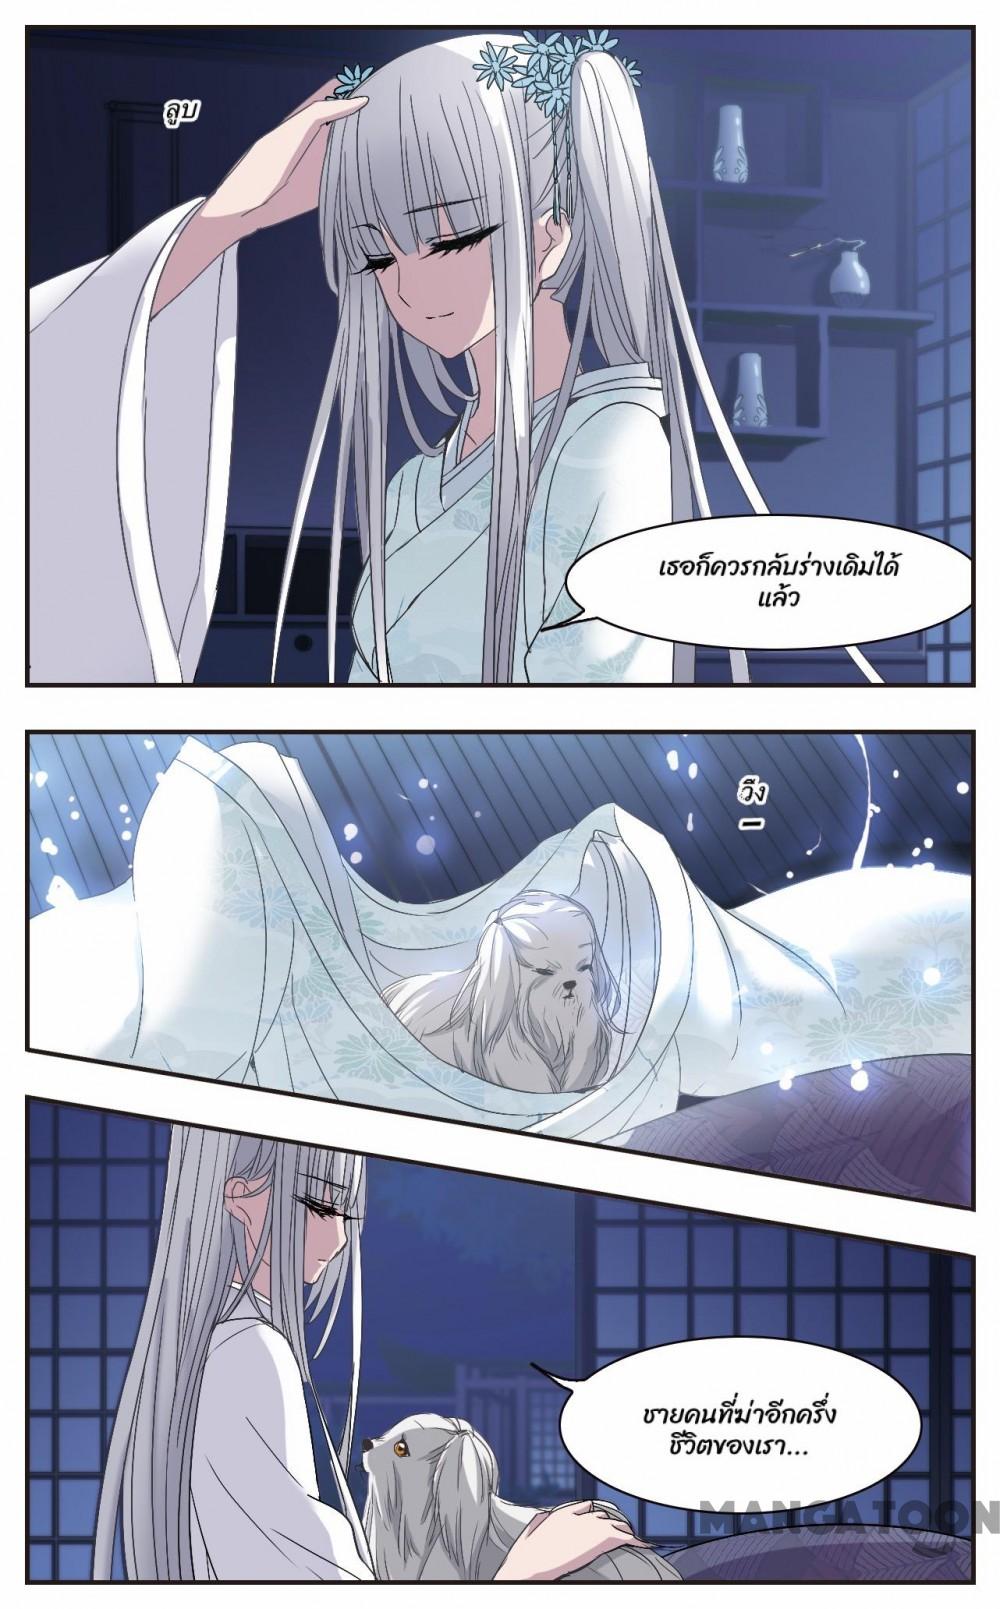 ลูบ
เธอก็ควรกลับร่างเดิมได้
แล้ว
วึง
ชายคนที่ฆ่าอีกครึ่ง
ชีวิตของเรา...
MANGATOON